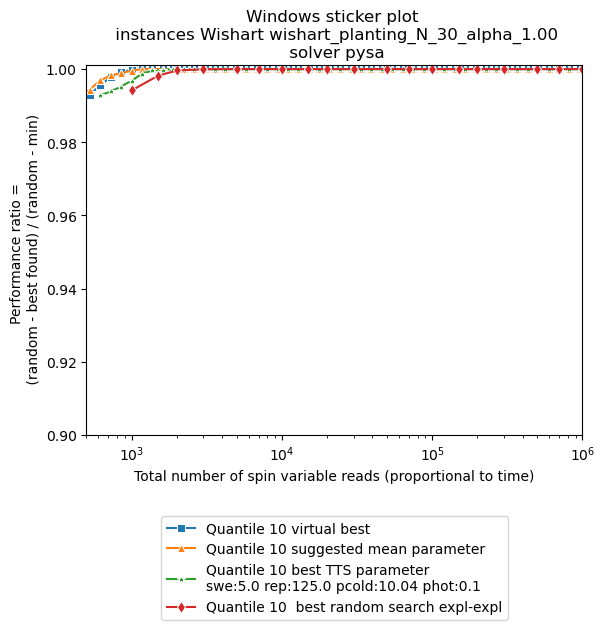 Windows sticker plot
instances Wishart wishart_planting_N_30_alpha_1.00
solver pysa
Performance ratio =
(random - best found) / (random - min)
1.00
0.98
0.96
0.94
0.92
0.90
10³
10⁴
10⁵
10⁶
Total number of spin variable reads (proportional to time)
Quantile 10 virtual best
Quantile 10 suggested mean parameter
Quantile 10 best TTS parameter
swe:5.0 rep:125.0 pcold:10.04 phot:0.1
Quantile 10  best random search expl-expl